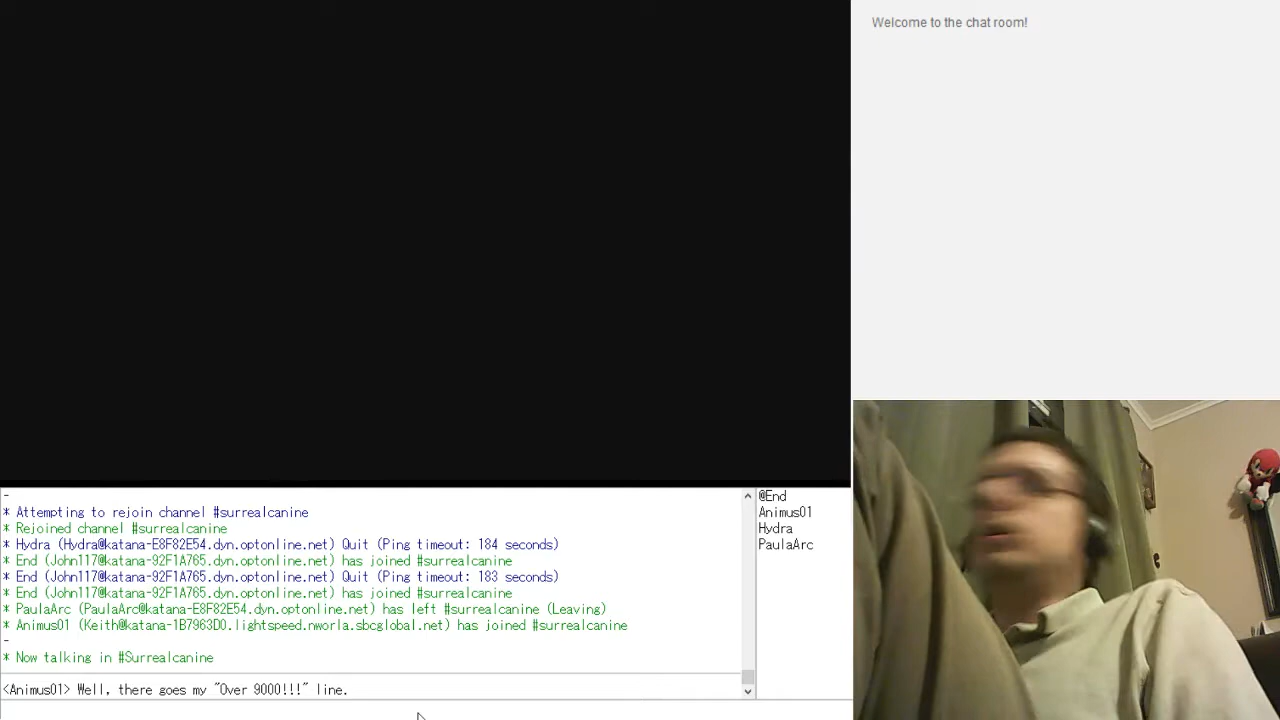 Welcome to the chat room!
-
* Attempting to rejoin channel #surrealcanine
* Rejoined channel #surrealcanine
* Hydra (Hydra@katana-E8F82E54.dyn.optonline.net) Quit (Ping timeout: 184 seconds)
* End (John117@katana-92F1A765.dyn.optonline.net) has joined #surrealcanine
* End (John117@katana-92F1A765.dyn.optonline.net) Quit (Ping timeout: 183 seconds)
* End (John117@katana-92F1A765.dyn.optonline.net) has joined #surrealcanine
* PaulaArc (PaulaArc@katana-E8F82E54.dyn.optonline.net) has left #surrealcanine (Leaving)
* Animus01 (Keith@katana-1B7963D0.lightspeed.nworla.sbcglobal.net) has joined #surrealcanine
-
* Now talking in #Surrealcanine
<Animus01> Well, there goes my "Over 9000!!!" line.
@End
Animus01
Hydra
PaulaArc